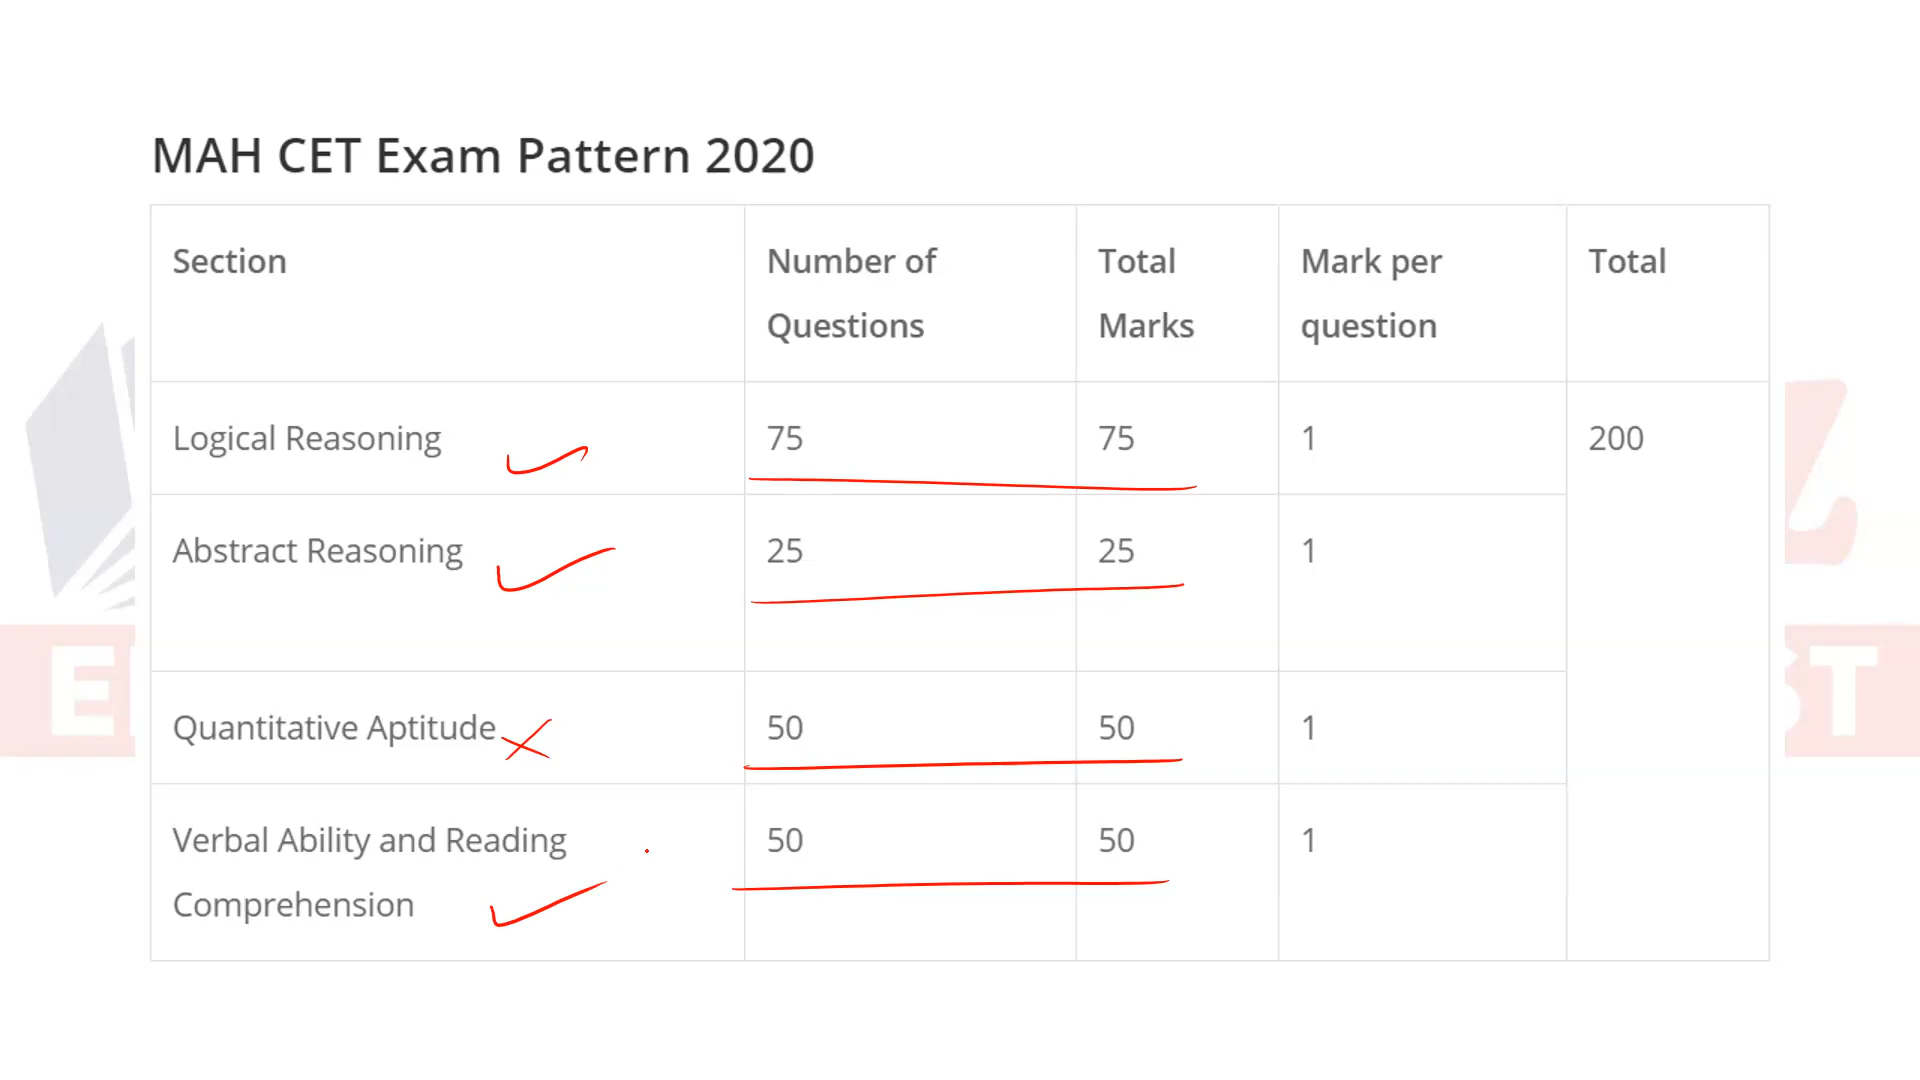 MAH CET Exam Pattern 2020
Section
Number of
Questions
Total
Marks
Mark per
question
Total
Logical Reasoning
75
75
1
200
Abstract Reasoning
25
25
1
Quantitative Aptitude
50
50
1
Verbal Ability and Reading
Comprehension
50
50
1